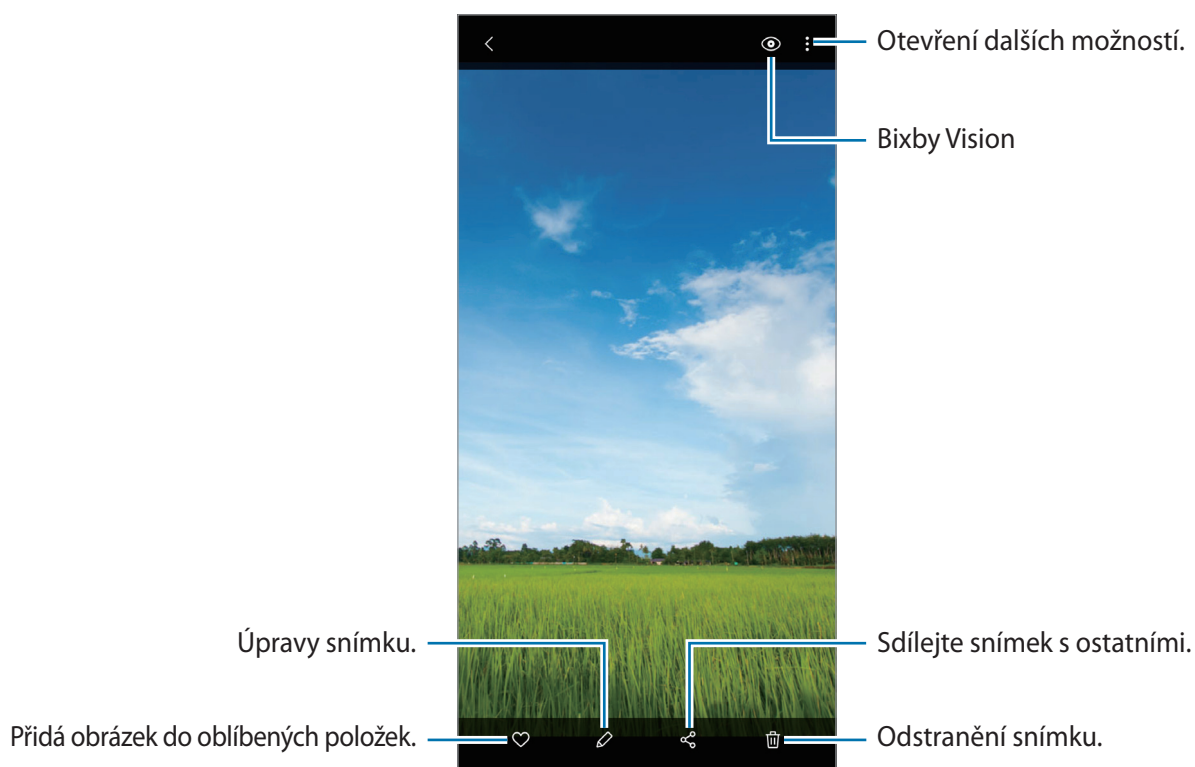 Otevření dalších možností.
Bixby Vision
Úpravy snímku.
Sdílejte snímek s ostatními.
Přidá obrázek do oblíbených položek.
Odstranění snímku.